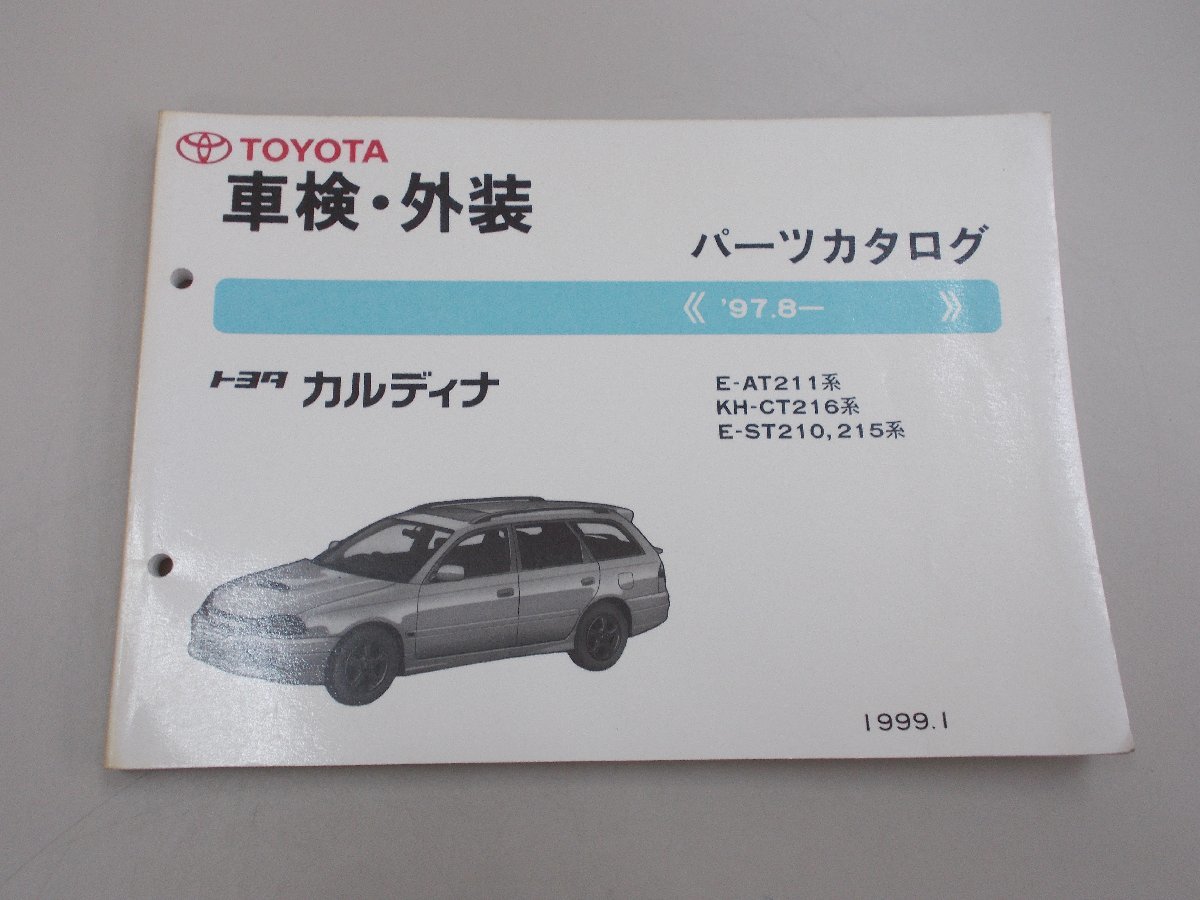 TOYOTA
車検・外装
パーツカタログ
《 '97.8― 》
トヨタ カルディナ
E-AT211系
KH-CT216系
E-ST210,215系
1999.1